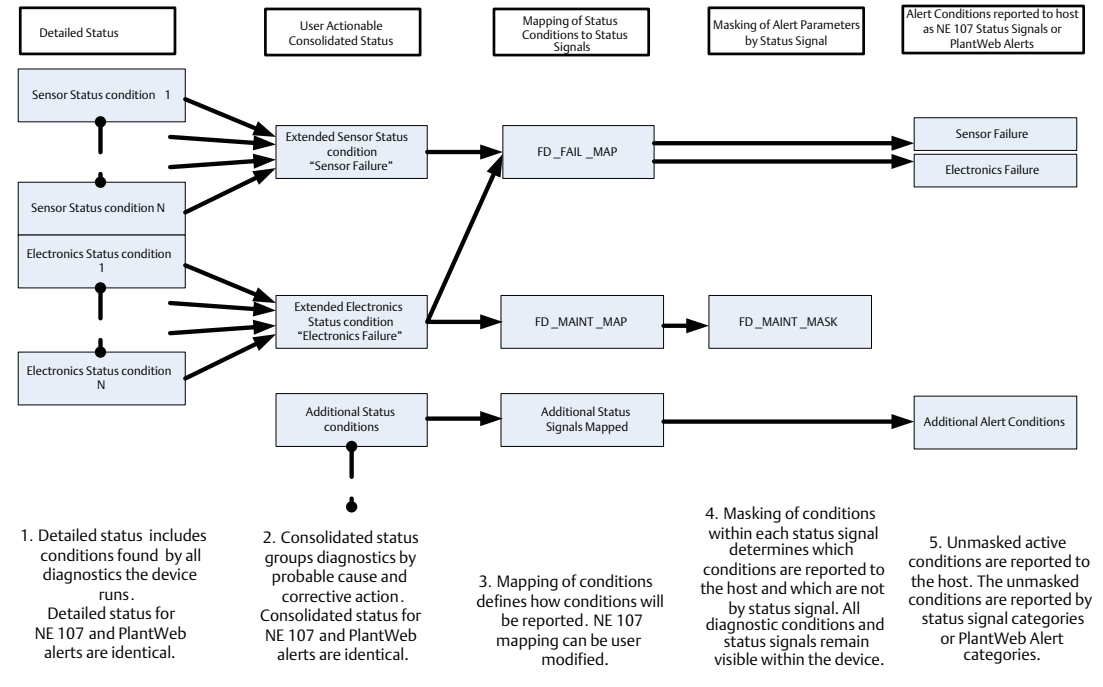 Detailed Status
User Actionable
Consolidated Status
Mapping of Status
Conditions to Status
Signals
Masking of Alert Parameters
by Status Signal
Alert Conditions reported to host
as NE 107 Status Signals or
PlantWeb Alerts
Sensor Status condition 1
Sensor Status condition N
Electronics Status condition
1
Electronics Status condition
N
Extended Sensor Status
condition
"Sensor Failure"
Extended Electronics
Status condition
"Electronics Failure"
Additional Status
conditions
FD_FAIL_MAP
FD_MAINT_MAP
Additional Status
Signals Mapped
FD_MAINT_MASK
Sensor Failure
Electronics Failure
Additional Alert Conditions
1. Detailed status includes
conditions found by all
diagnostics the device
runs.
Detailed status for
NE 107 and PlantWeb
alerts are identical.
2. Consolidated status
groups diagnostics by
probable cause and
corrective action.
Consolidated status for
NE 107 and PlantWeb
alerts are identical.
3. Mapping of conditions
defines how conditions will
be reported. NE 107
mapping can be user
modified.
4. Masking of conditions
within each status signal
determines which
conditions are reported to
the host and which are not
by status signal. All
diagnostic conditions and
status signals remain
visible within the device.
5. Unmasked active
conditions are reported to
the host. The unmasked
conditions are reported by
status signal categories
or PlantWeb Alert
categories.